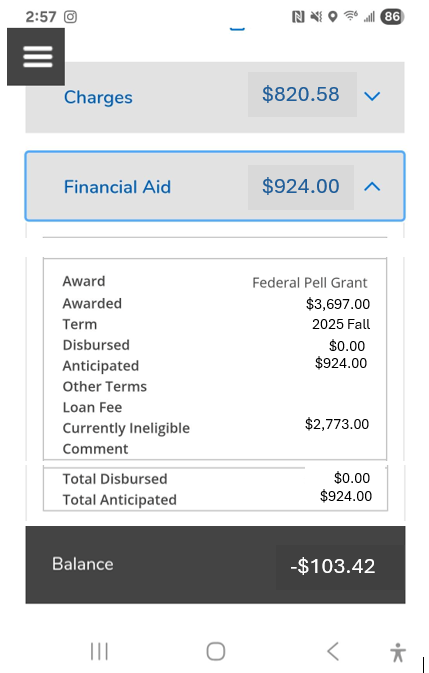 2:57 86
Charges $820.58
Financial Aid $924.00
Award Federal Pell Grant
Awarded $3,697.00
Term 2025 Fall
Disbursed $0.00
Anticipated $924.00
Other Terms
Loan Fee
Currently Ineligible $2,773.00
Comment
Total Disbursed $0.00
Total Anticipated $924.00
Balance -$103.42